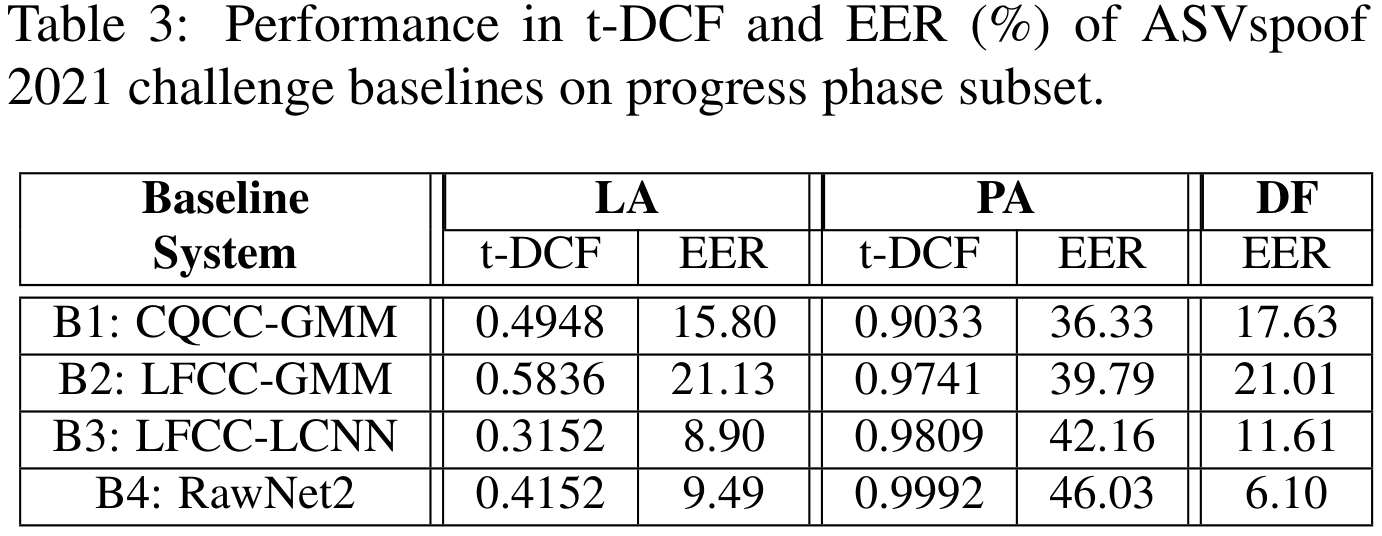 Table 3: Performance in t-DCF and EER (%) of ASVspoof
2021 challenge baselines on progress phase subset.
Baseline System LA PA DF
t-DCF EER t-DCF EER EER
B1: CQCC-GMM 0.4948 15.80 0.9033 36.33 17.63
B2: LFCC-GMM 0.5836 21.13 0.9741 39.79 21.01
B3: LFCC-LCNN 0.3152 8.90 0.9809 42.16 11.61
B4: RawNet2 0.4152 9.49 0.9992 46.03 6.10